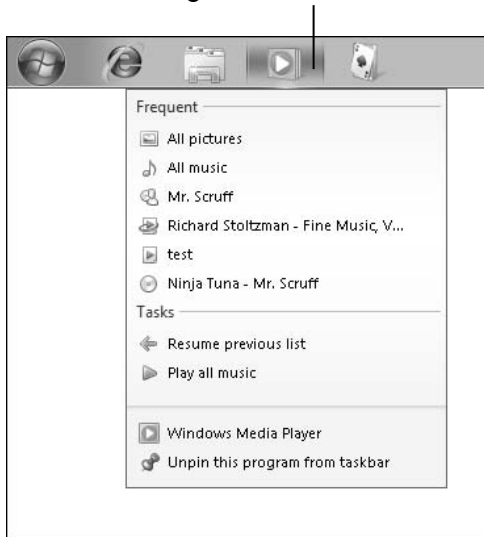 Frequent
All pictures
All music
Mr. Scruff
Richard Stoltzman - Fine Music, V...
test
Ninja Tuna - Mr. Scruff
Tasks
Resume previous list
Play all music
Windows Media Player
Unpin this program from taskbar